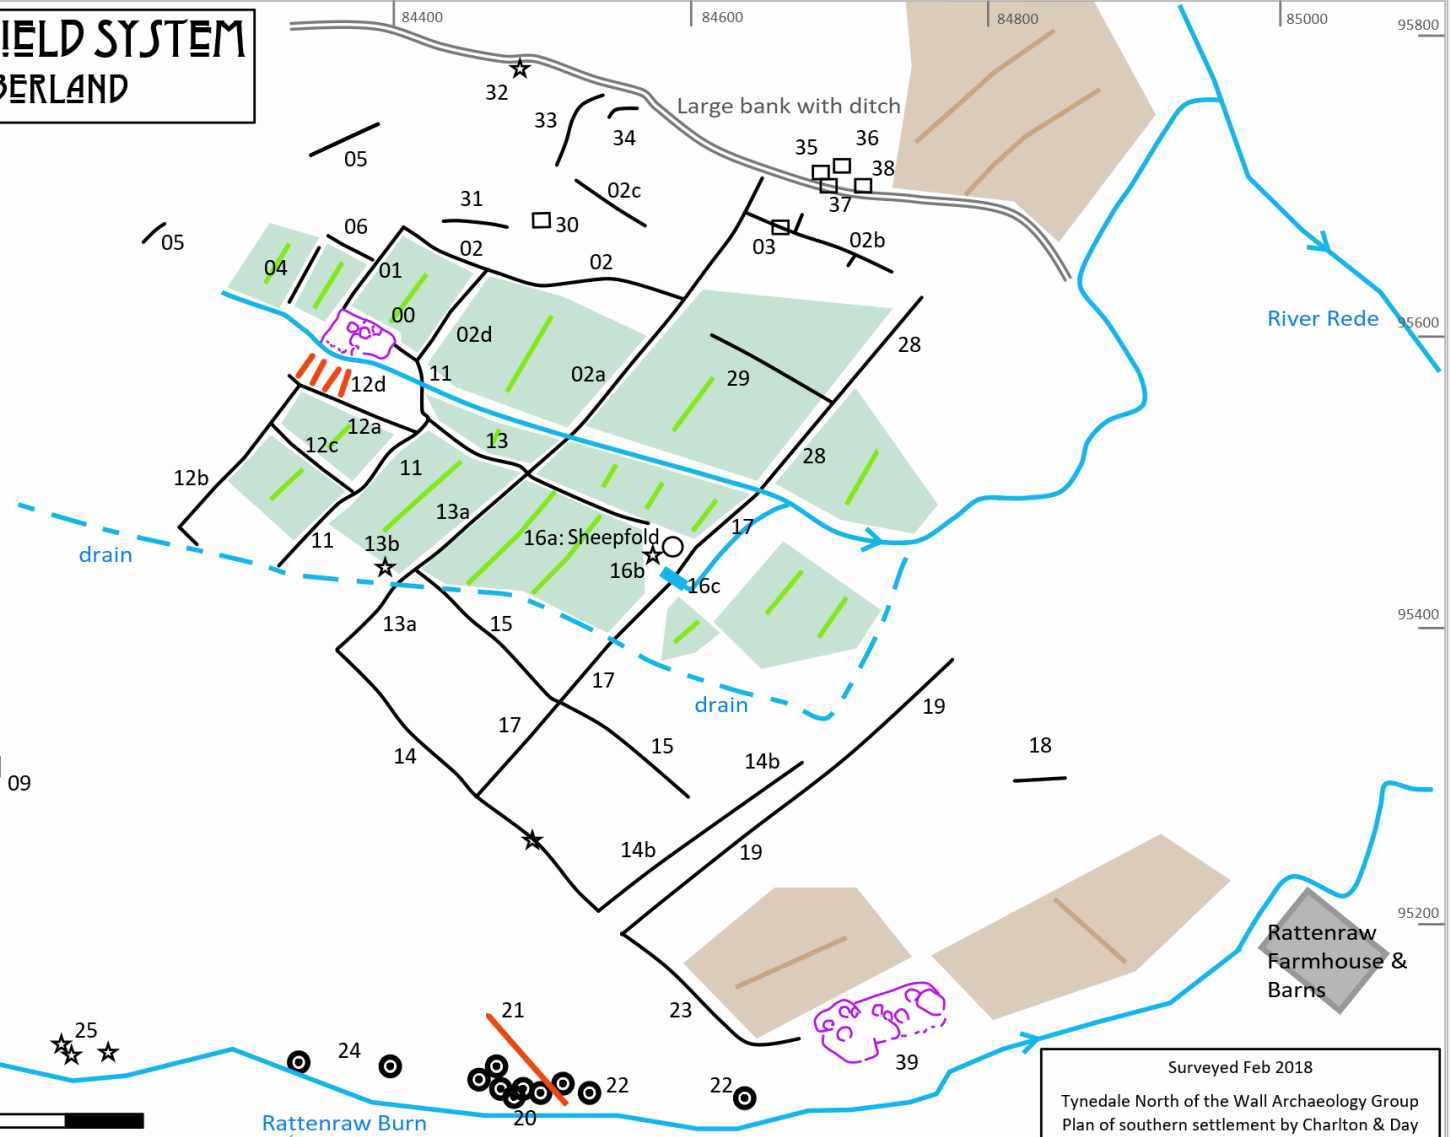 84400
84600
84800
85000
95800
IELD SYSTEM
BERLAND
32
33
34
Large bank with ditch
35
36
38
37
05
02c
31
30
03
02b
05
06
02
02
04
01
00
02d
River Rede
95600
28
11
02a
29
12d
12a
13
12c
11
28
12b
13a
17
16a: Sheepfold
11
13b
16b
16c
drain
95400
13a
15
17
drain
17
19
15
14
14b
18
09
14b
19
95200
Rattenraw
Farmhouse &
Barns
21
23
25
24
39
22
22
20
Rattenraw Burn
Surveyed Feb 2018
Tynedale North of the Wall Archaeology Group
Plan of southern settlement by Charlton & Day